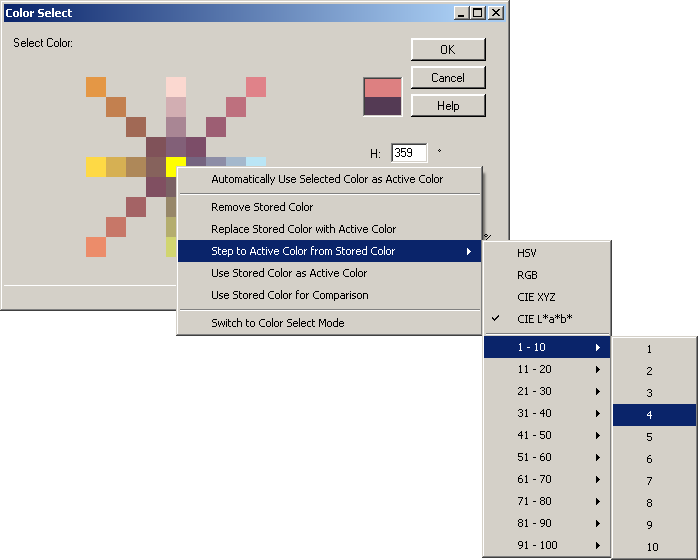 Color Select
Select Color:
OK
Cancel
Help
H: 359 °
Automatically Use Selected Color as Active Color
Remove Stored Color
Replace Stored Color with Active Color
%
Step to Active Color from Stored Color
Use Stored Color as Active Color
Use Stored Color for Comparison
Switch to Color Select Mode
HSV
RGB
CIE XYZ
CIE L*a*b*
1 - 10
11 - 20
21 - 30
31 - 40
41 - 50
51 - 60
61 - 70
71 - 80
81 - 90
91 - 100
1
2
3
4
5
6
7
8
9
10